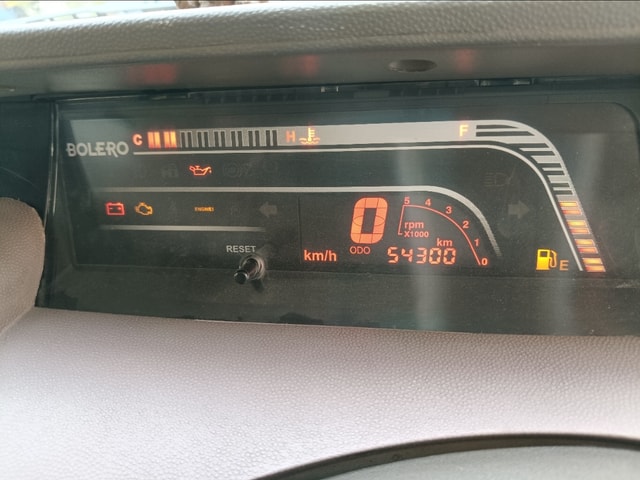 C H F
BOLERO
ENGINE
5 4 3 2 1 0
0
rpm
X1000
RESET
km/h ODO 54300 km
E